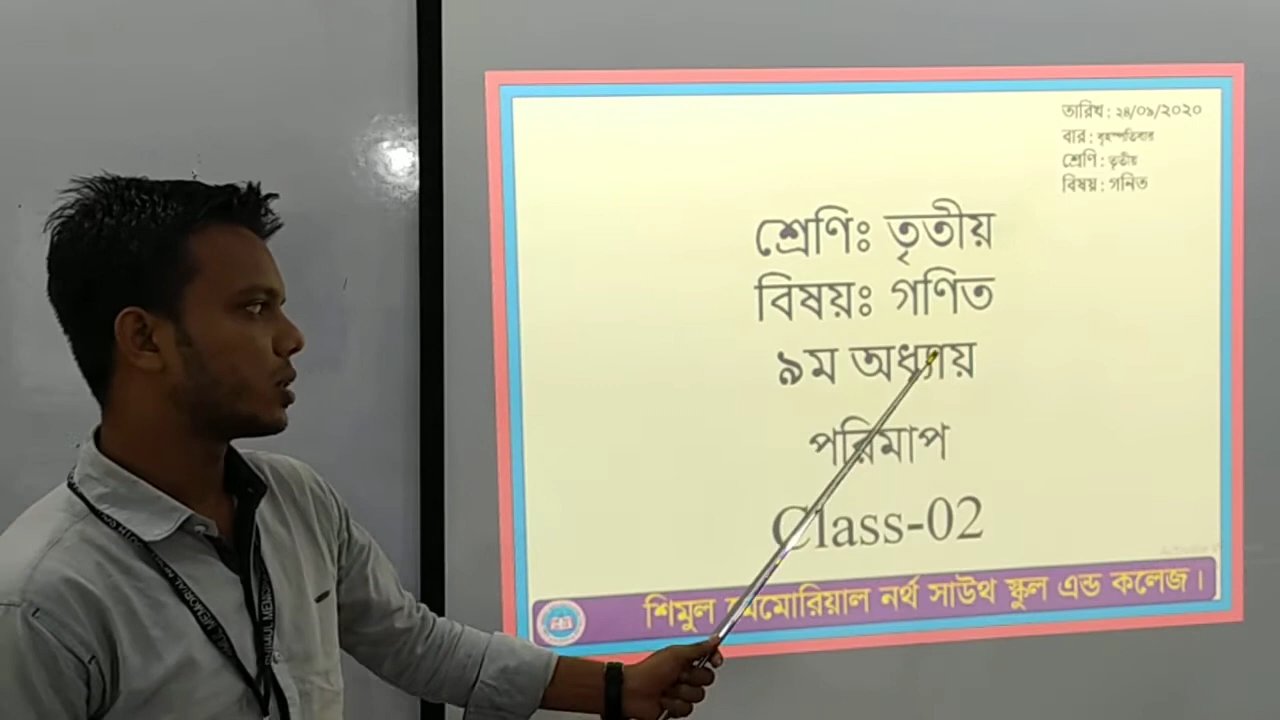 তারিখ : ২৪/০৯/২০২০
বার : বৃহস্পতিবার
শ্রেণি : তৃতীয়
বিষয় : গনিত
শ্রেণিঃ তৃতীয়
বিষয়ঃ গণিত
৯ম অধ্যায়
পরিমাপ
Class-02
শিমুল মেমোরিয়াল নর্থ সাউথ স্কুল এন্ড কলেজ।